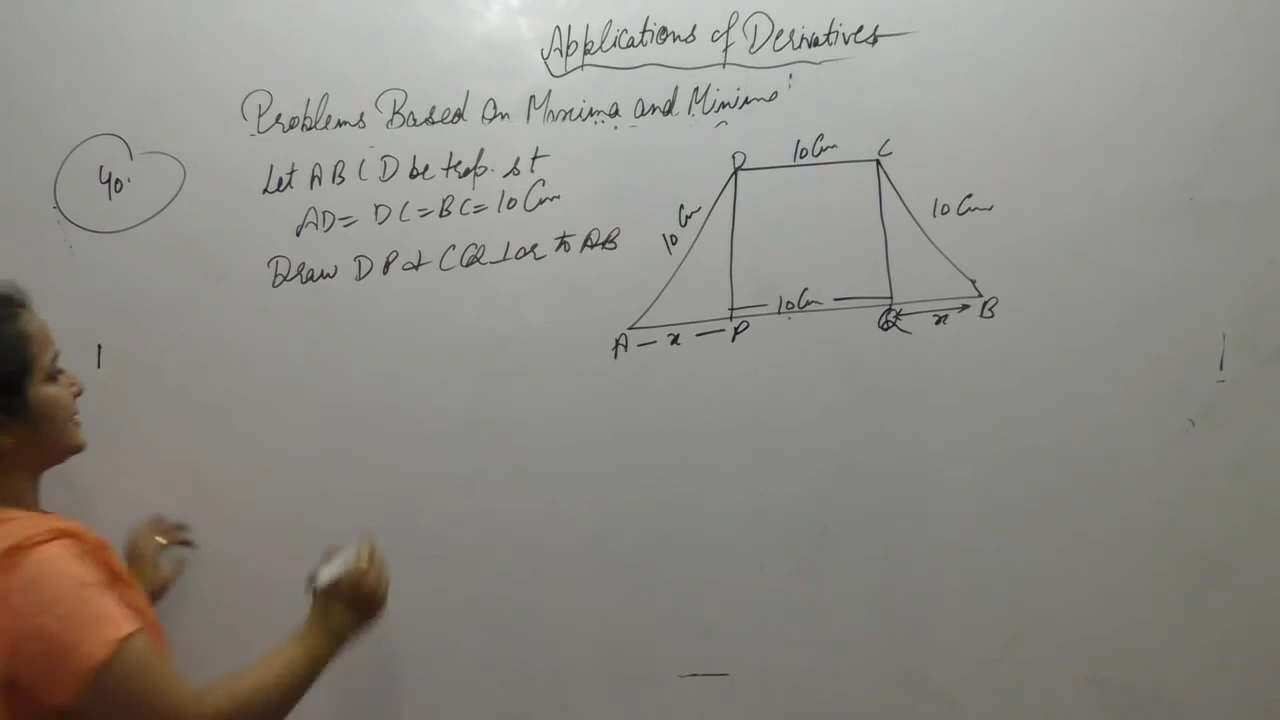 Applications of Derivatives
Problems Based On Maxima and Minima
40.
Let ABCD be trap. s.t
AD = DC = BC = 10 Cm
Draw DP & CQ ⊥ar to AB
D
10 Cm
C
10 Cm
10 Cm
10 Cm
A
x
P
Q
x
B